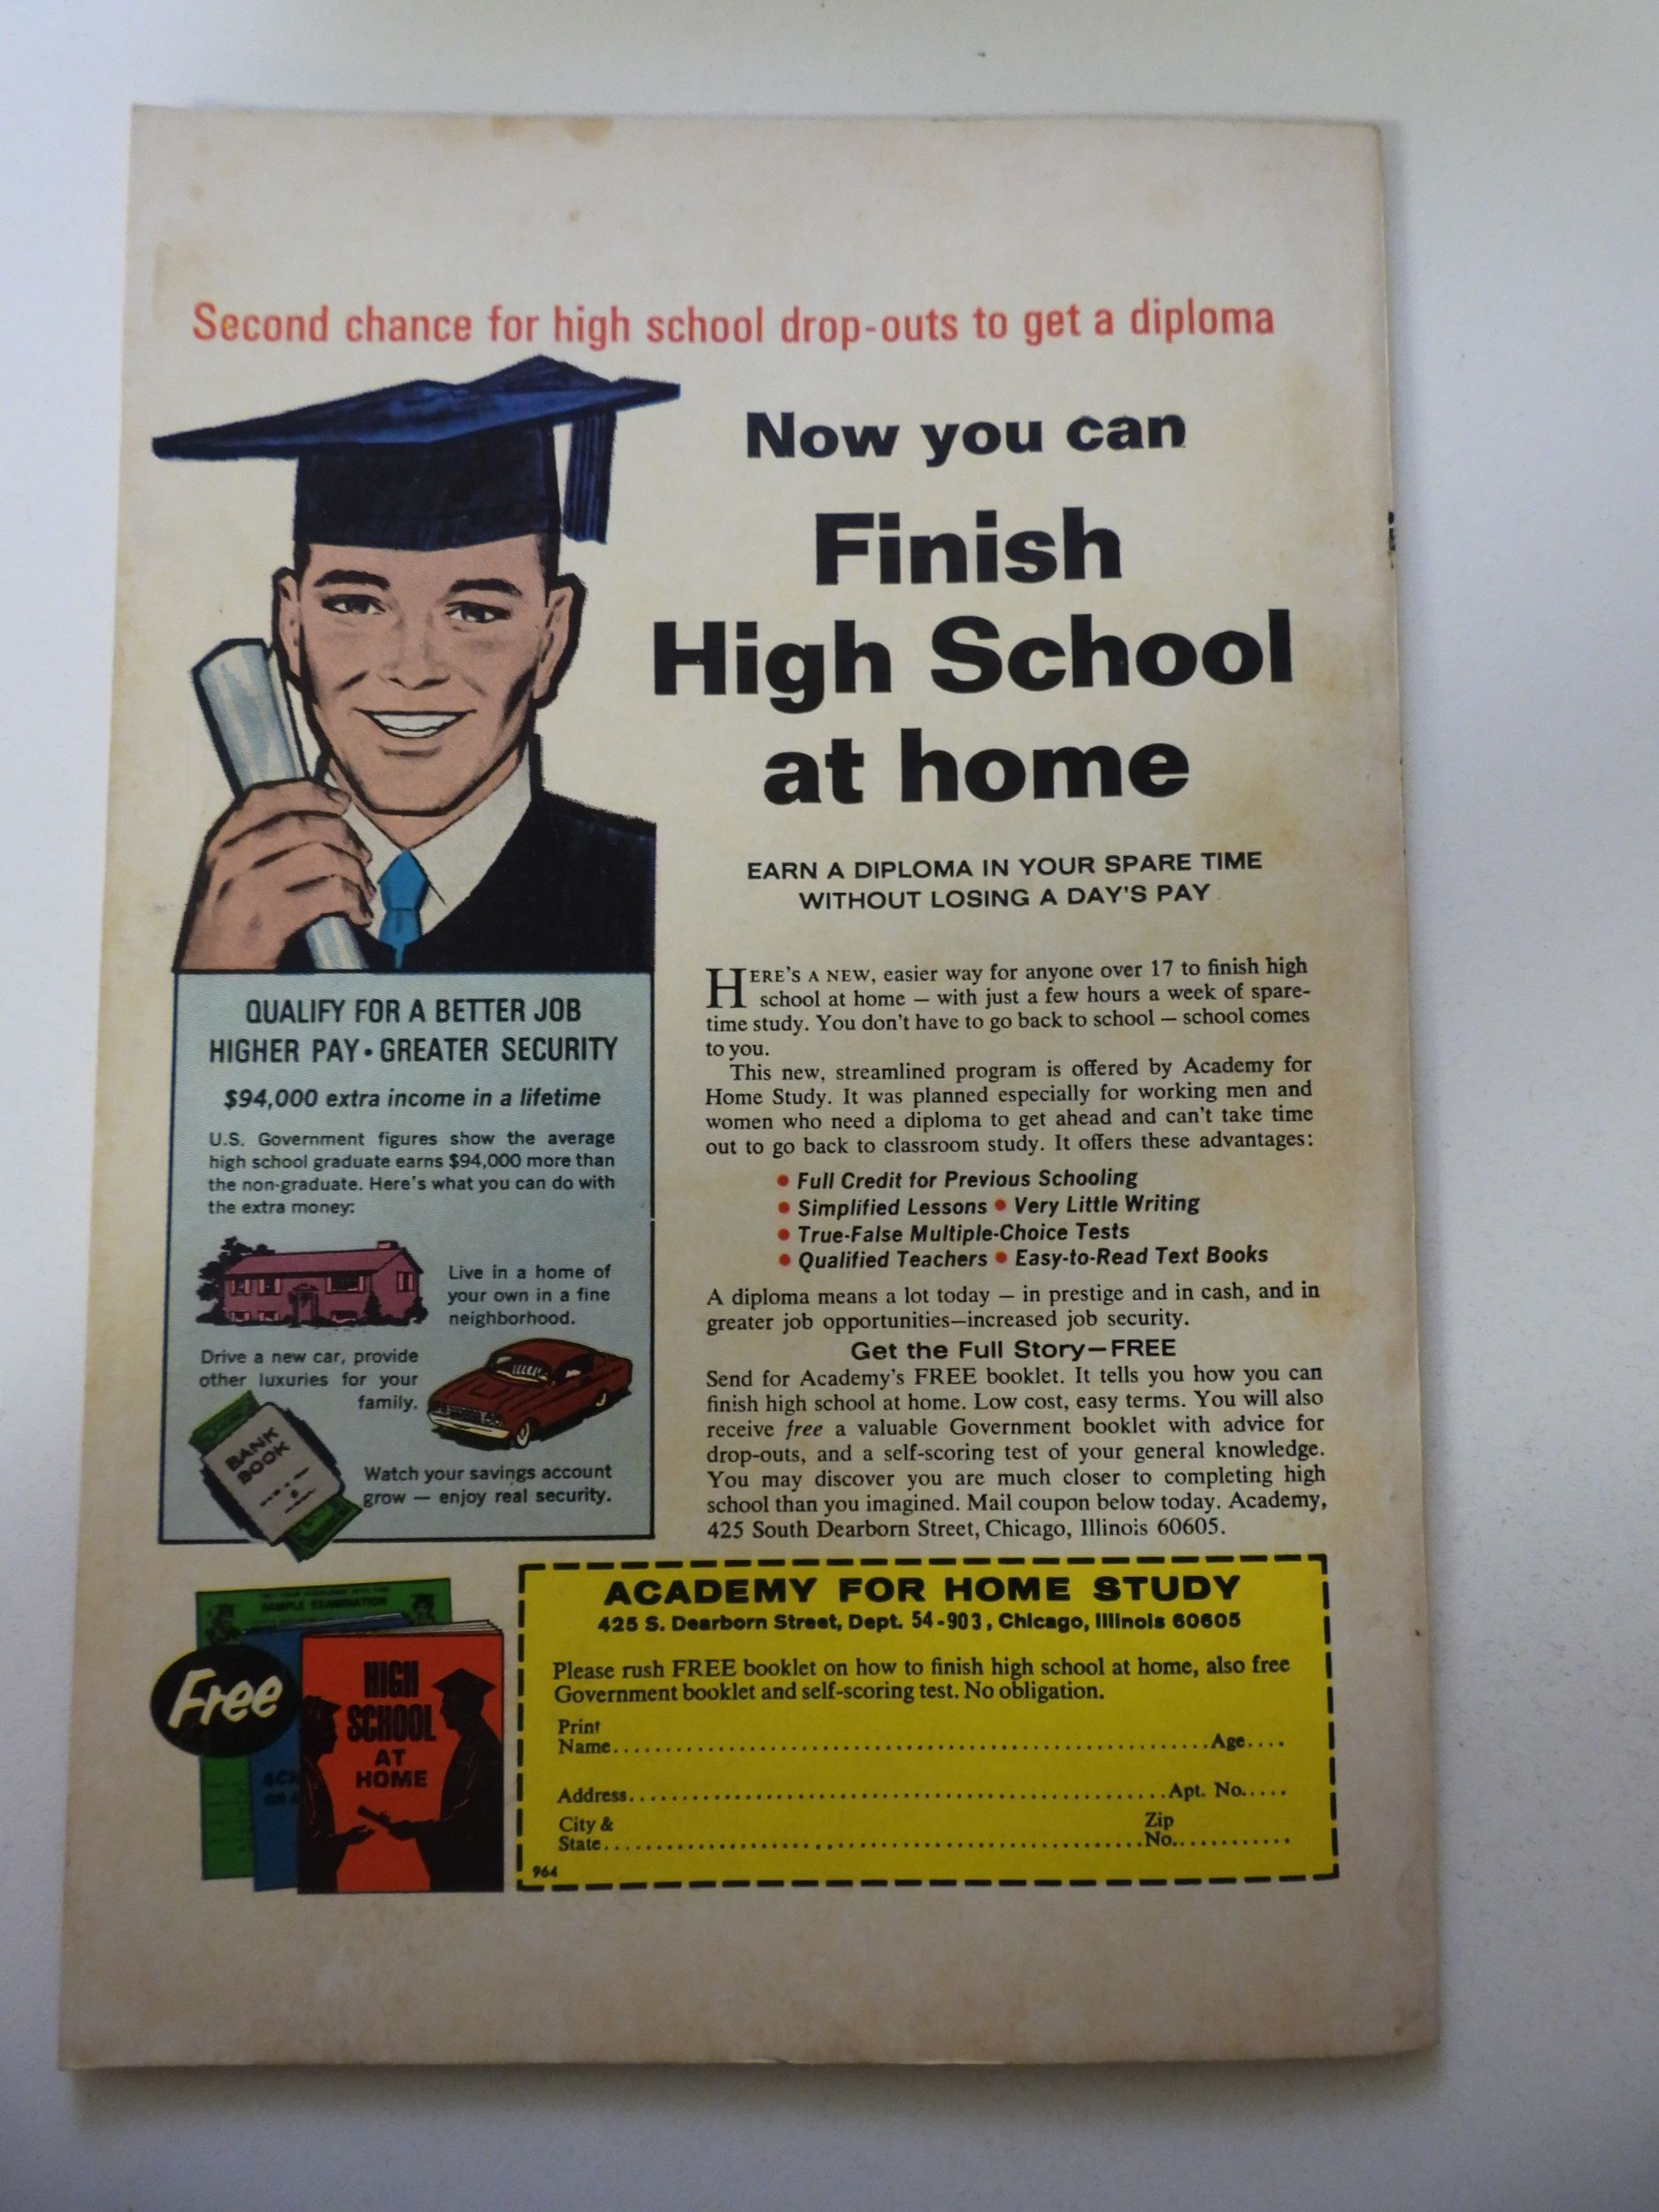 Second chance for high school drop-outs to get a diploma
Now you can
Finish
High School
at home
EARN A DIPLOMA IN YOUR SPARE TIME
WITHOUT LOSING A DAY'S PAY
QUALIFY FOR A BETTER JOB
HIGHER PAY • GREATER SECURITY
$94,000 extra income in a lifetime
U.S. Government figures show the average
high school graduate earns $94,000 more than
the non-graduate. Here's what you can do with
the extra money:
Live in a home of
your own in a fine
neighborhood.
Drive a new car, provide
other luxuries for your
family.
BANK
BOOK
Watch your savings account
grow — enjoy real security.
HERE'S A NEW, easier way for anyone over 17 to finish high
school at home — with just a few hours a week of spare-
time study. You don't have to go back to school — school comes
to you.
This new, streamlined program is offered by Academy for
Home Study. It was planned especially for working men and
women who need a diploma to get ahead and can't take time
out to go back to classroom study. It offers these advantages:
• Full Credit for Previous Schooling
• Simplified Lessons • Very Little Writing
• True-False Multiple-Choice Tests
• Qualified Teachers • Easy-to-Read Text Books
A diploma means a lot today — in prestige and in cash, and in
greater job opportunities—increased job security.
Get the Full Story—FREE
Send for Academy's FREE booklet. It tells you how you can
finish high school at home. Low cost, easy terms. You will also
receive free a valuable Government booklet with advice for
drop-outs, and a self-scoring test of your general knowledge.
You may discover you are much closer to completing high
school than you imagined. Mail coupon below today. Academy,
425 South Dearborn Street, Chicago, Illinois 60605.
SAMPLE EXAMINATION
Free
HIGH
SCHOOL
AT
HOME
ACADEMY FOR HOME STUDY
425 S. Dearborn Street, Dept. 54-903, Chicago, Illinois 60605
Please rush FREE booklet on how to finish high school at home, also free
Government booklet and self-scoring test. No obligation.
Print
Name Age
Address Apt. No.
City & Zip
State No.
964